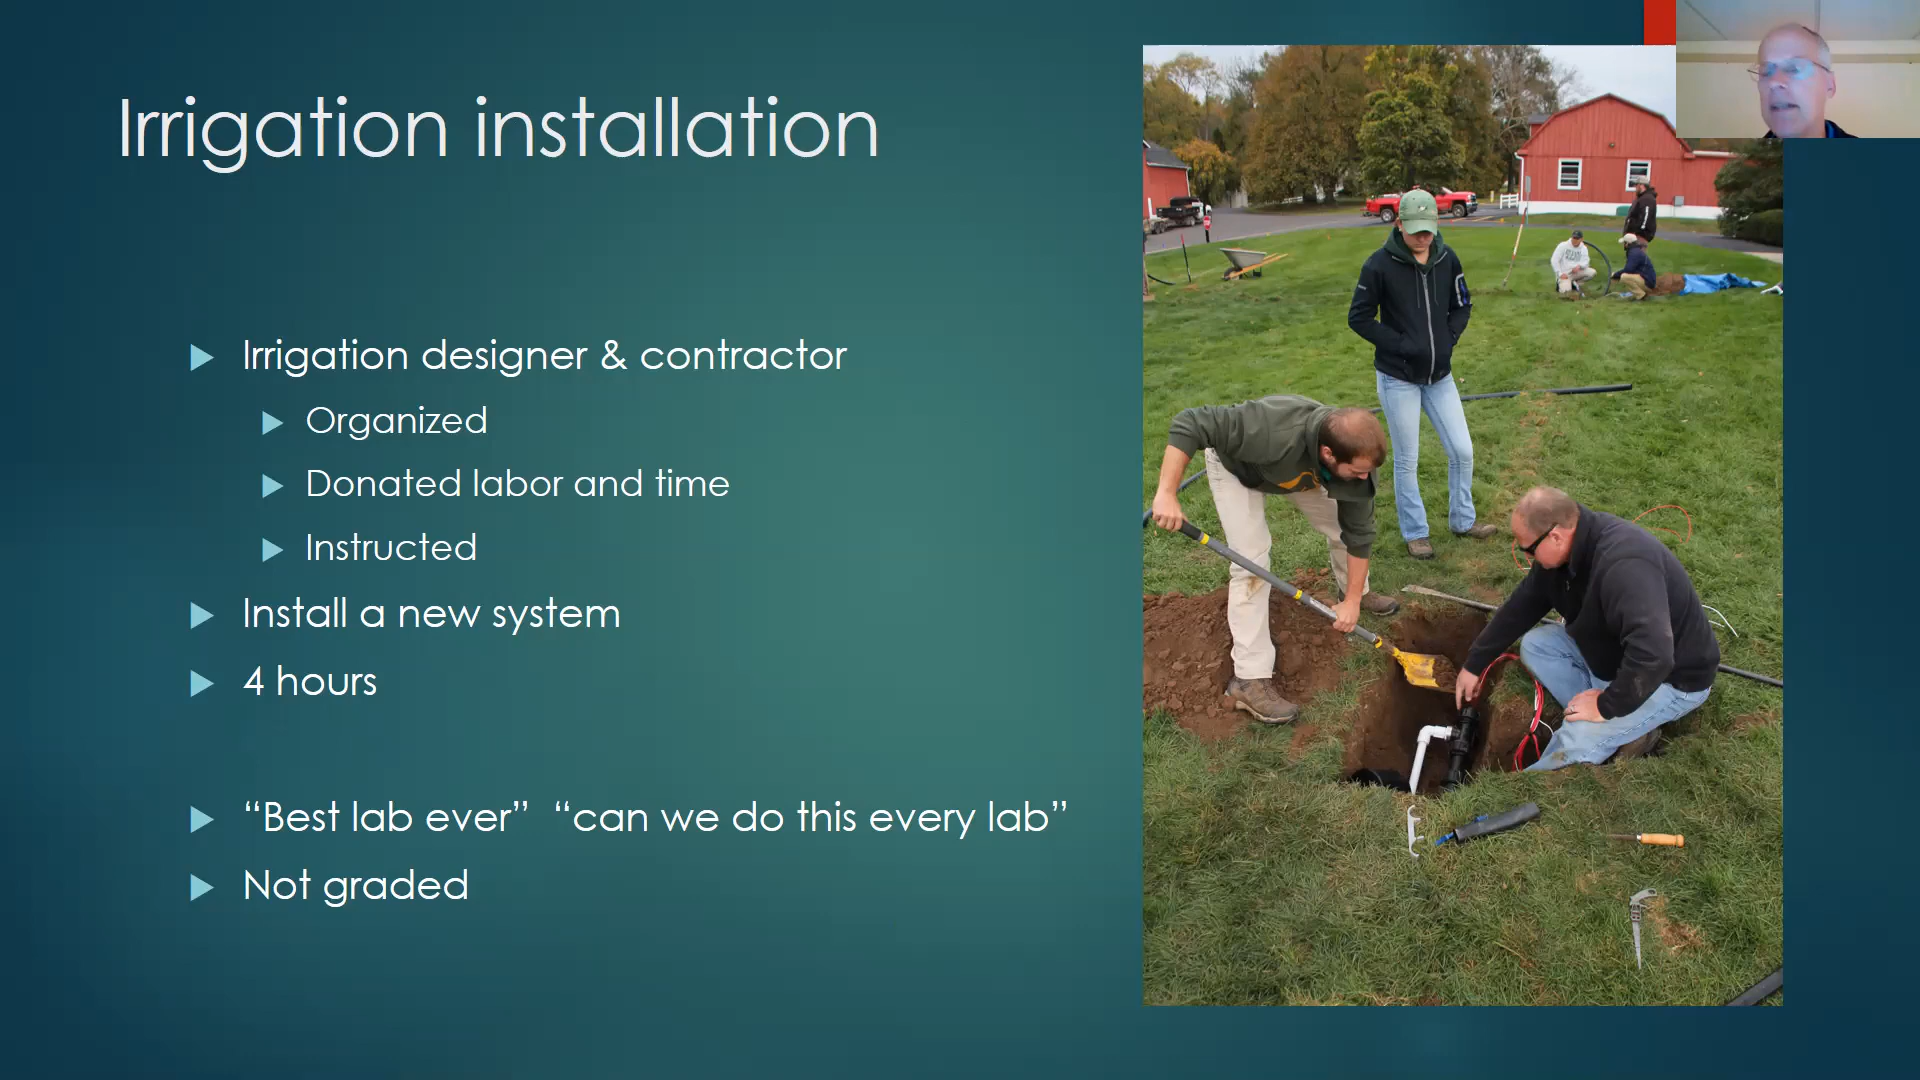 Irrigation installation
Irrigation designer & contractor
Organized
Donated labor and time
Instructed
Install a new system
4 hours
“Best lab ever” “can we do this every lab”
Not graded